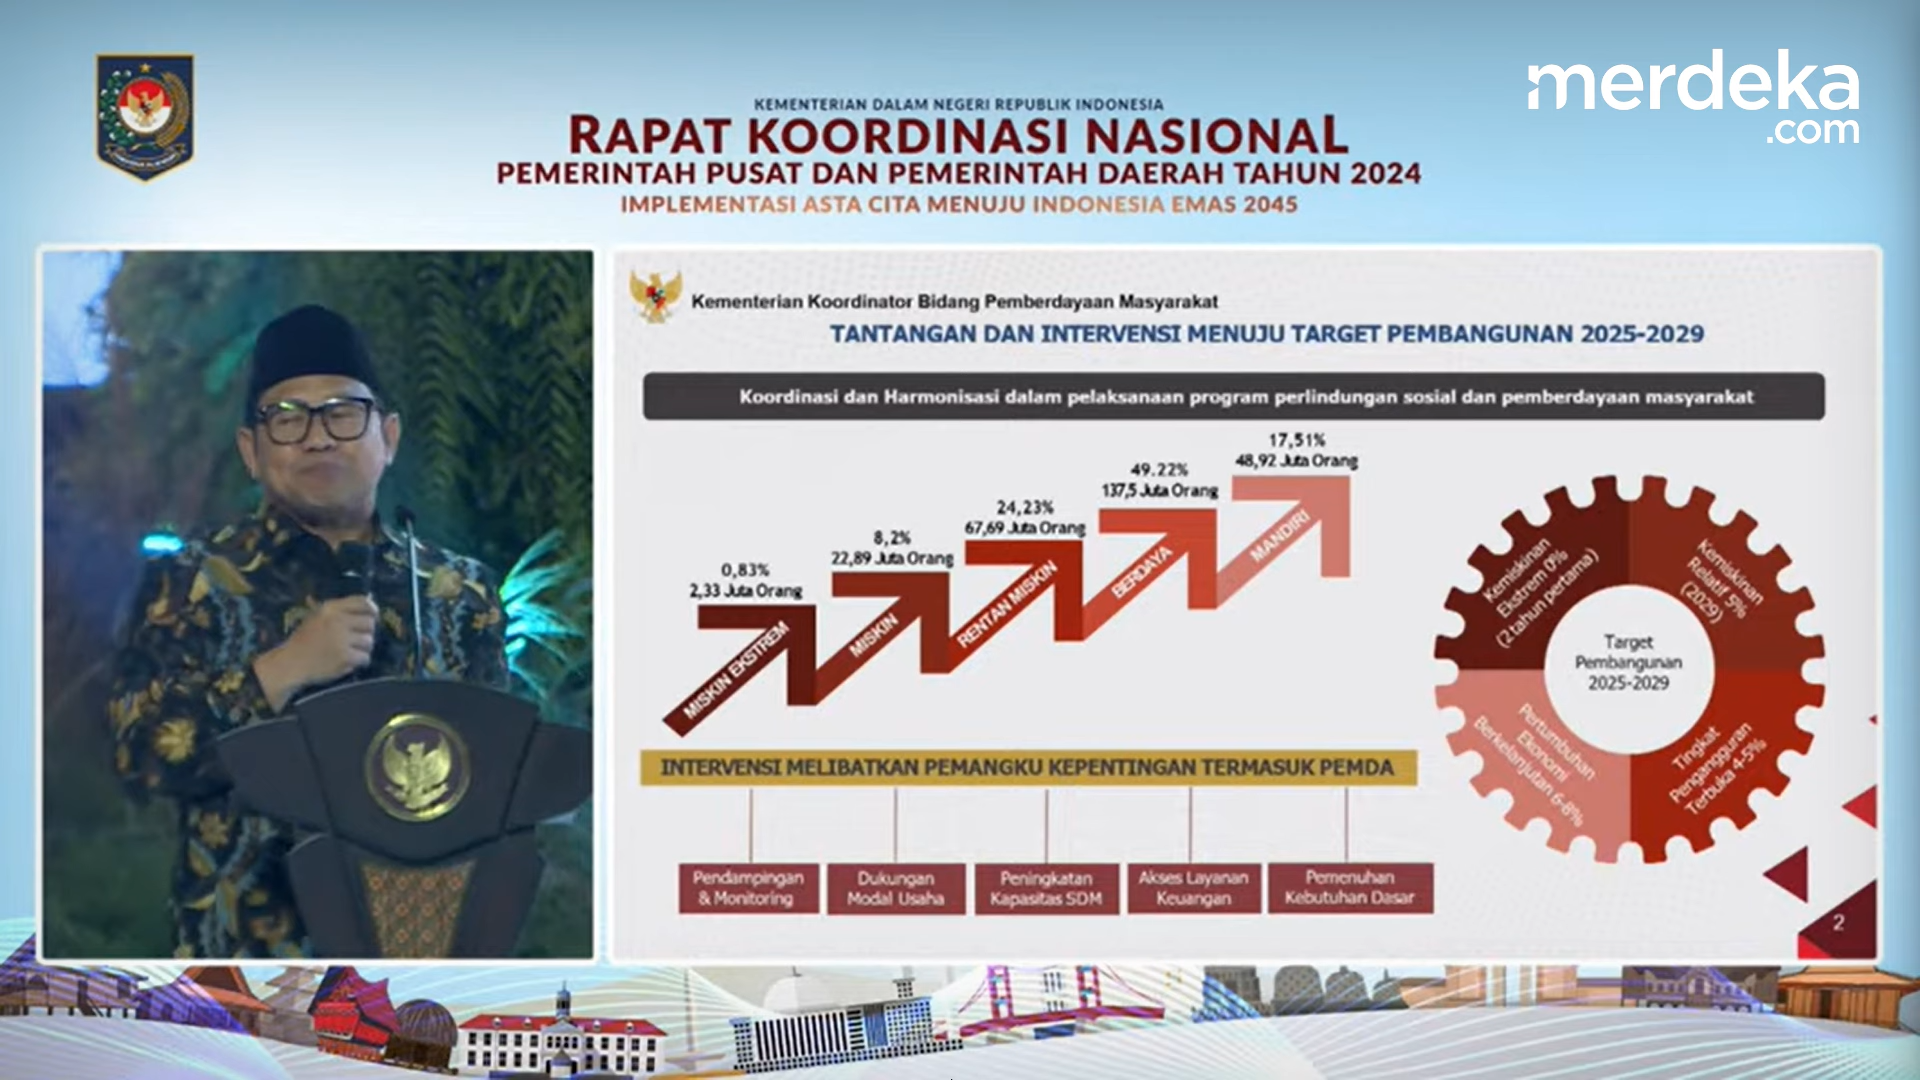 merdeka
.com
KEMENTERIAN DALAM NEGERI REPUBLIK INDONESIA
RAPAT KOORDINASI NASIONAL
PEMERINTAH PUSAT DAN PEMERINTAH DAERAH TAHUN 2024
IMPLEMENTASI ASTA CITA MENUJU INDONESIA EMAS 2045
Kementerian Koordinator Bidang Pemberdayaan Masyarakat
TANTANGAN DAN INTERVENSI MENUJU TARGET PEMBANGUNAN 2025-2029
Koordinasi dan Harmonisasi dalam pelaksanaan program perlindungan sosial dan pemberdayaan masyarakat
0,83%
2,33 Juta Orang
MISKIN EKSTREM
8,2%
22,89 Juta Orang
MISKIN
24,23%
67,69 Juta Orang
RENTAN MISKIN
49.22%
137,5 Juta Orang
BERDAYA
17,51%
48,92 Juta Orang
MANDIRI
Kemiskinan
Ekstrem 0%
(2 tahun pertama)
Kemiskinan
Relatif 5%
(2029)
Target
Pembangunan
2025-2029
Pertumbuhan
Ekonomi
Berkelanjutan 6-8%
Tingkat
Pengangguran
Terbuka 4-5%
INTERVENSI MELIBATKAN PEMANGKU KEPENTINGAN TERMASUK PEMDA
Pendampingan
& Monitoring
Dukungan
Modal Usaha
Peningkatan
Kapasitas SDM
Akses Layanan
Keuangan
Pemenuhan
Kebutuhan Dasar
2